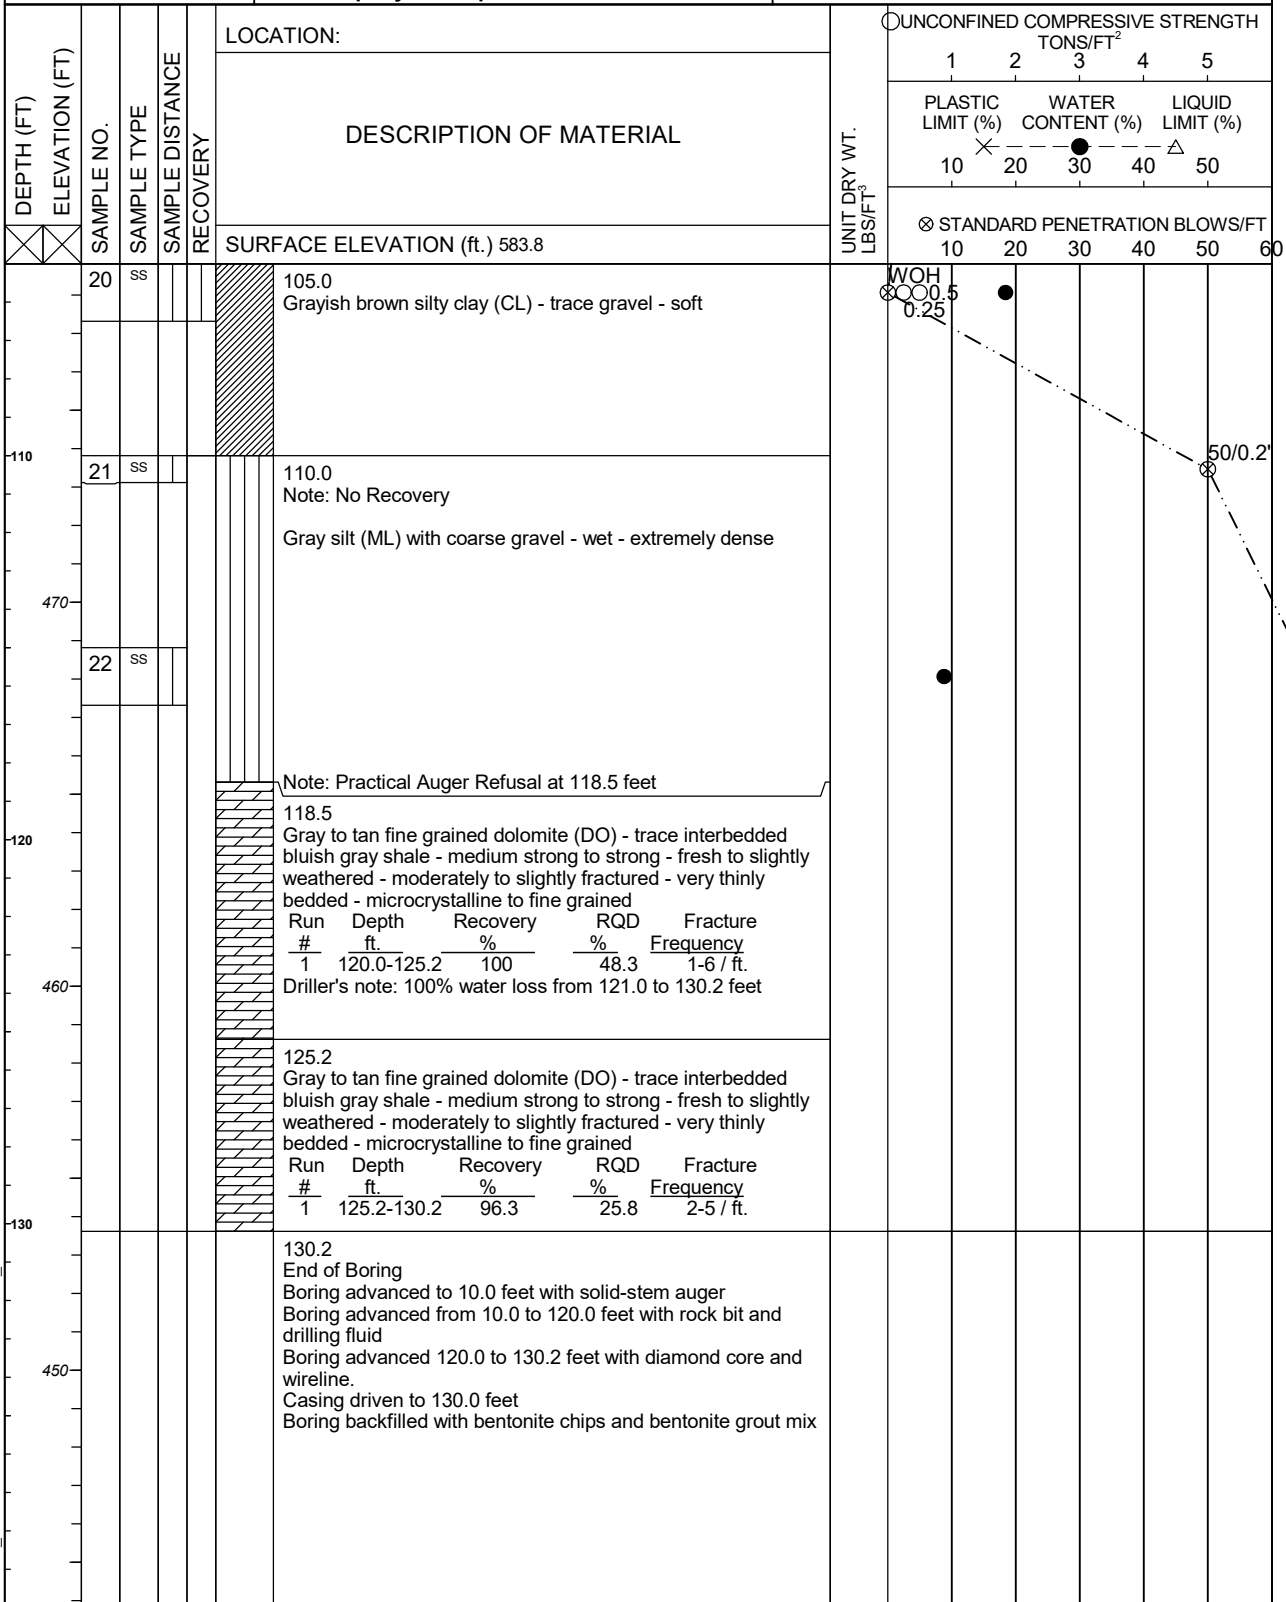 LOCATION:
DEPTH (FT)
ELEVATION (FT)
SAMPLE NO.
SAMPLE TYPE
SAMPLE DISTANCE
RECOVERY
DESCRIPTION OF MATERIAL
SURFACE ELEVATION (ft.) 583.8
UNIT DRY WT.
LBS/FT³
UNCONFINED COMPRESSIVE STRENGTH
TONS/FT²
1 2 3 4 5
PLASTIC LIMIT (%) WATER CONTENT (%) LIQUID LIMIT (%)
10 20 30 40 50
⊗ STANDARD PENETRATION BLOWS/FT
10 20 30 40 50 60
20 SS
105.0
Grayish brown silty clay (CL) - trace gravel - soft
WOH
0.5
0.25
110
21 SS
110.0
Note: No Recovery
Gray silt (ML) with coarse gravel - wet - extremely dense
50/0.2'
470
22 SS
Note: Practical Auger Refusal at 118.5 feet
118.5
120
Gray to tan fine grained dolomite (DO) - trace interbedded
bluish gray shale - medium strong to strong - fresh to slightly
weathered - moderately to slightly fractured - very thinly
bedded - microcrystalline to fine grained
Run Depth Recovery RQD Fracture
# ft. % % Frequency
1 120.0-125.2 100 48.3 1-6 / ft.
Driller's note: 100% water loss from 121.0 to 130.2 feet
460
125.2
Gray to tan fine grained dolomite (DO) - trace interbedded
bluish gray shale - medium strong to strong - fresh to slightly
weathered - moderately to slightly fractured - very thinly
bedded - microcrystalline to fine grained
Run Depth Recovery RQD Fracture
# ft. % % Frequency
1 125.2-130.2 96.3 25.8 2-5 / ft.
130
130.2
End of Boring
Boring advanced to 10.0 feet with solid-stem auger
Boring advanced from 10.0 to 120.0 feet with rock bit and
drilling fluid
Boring advanced 120.0 to 130.2 feet with diamond core and
wireline.
450
Casing driven to 130.0 feet
Boring backfilled with bentonite chips and bentonite grout mix